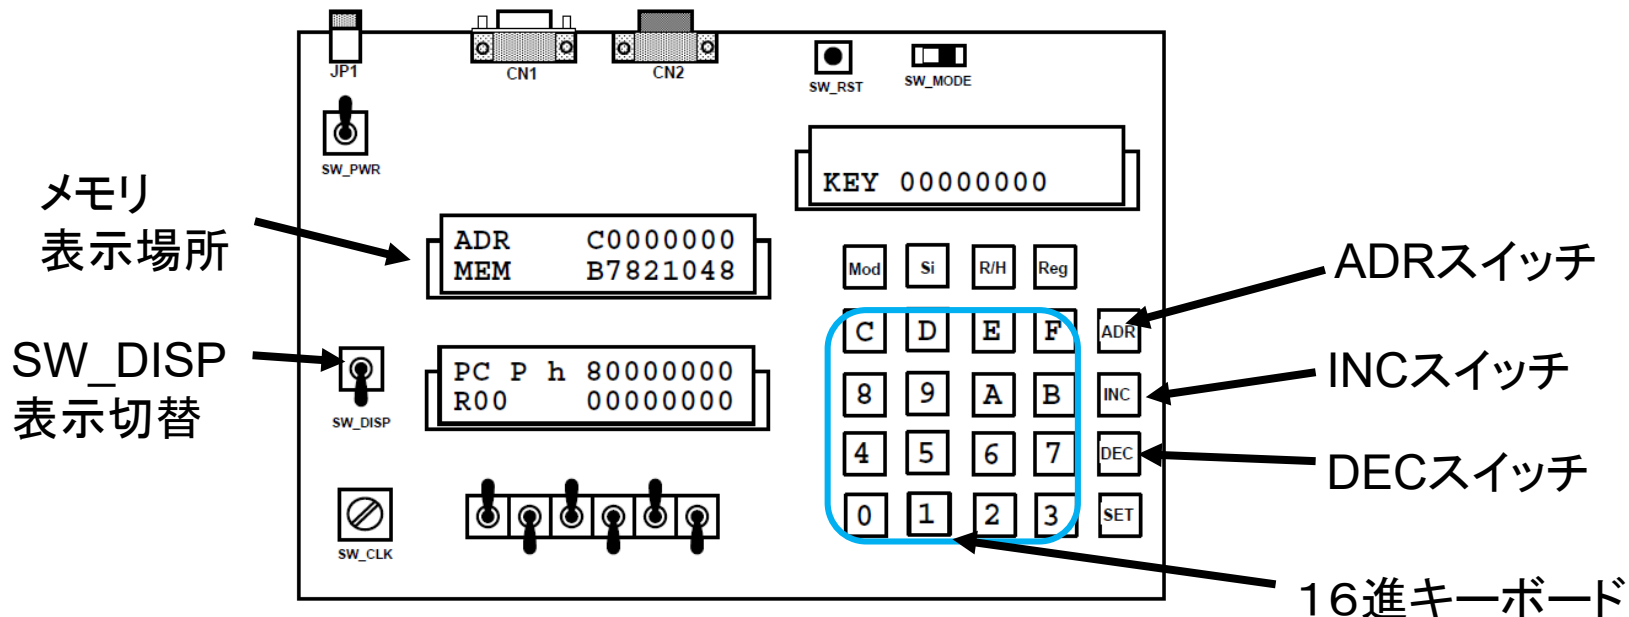 JP1
CN1
CN2
SW_RST
SW_MODE
SW_PWR
KEY 00000000
メモリ
表示場所
ADR C0000000
MEM B7821048
Mod Si R/H Reg
ADRスイッチ
C D E F ADR
SW_DISP
表示切替
PC P h 80000000
R00 00000000
SW_DISP
8 9 A B INC
INCスイッチ
4 5 6 7 DEC
DECスイッチ
0 1 2 3 SET
SW_CLK
16進キーボード